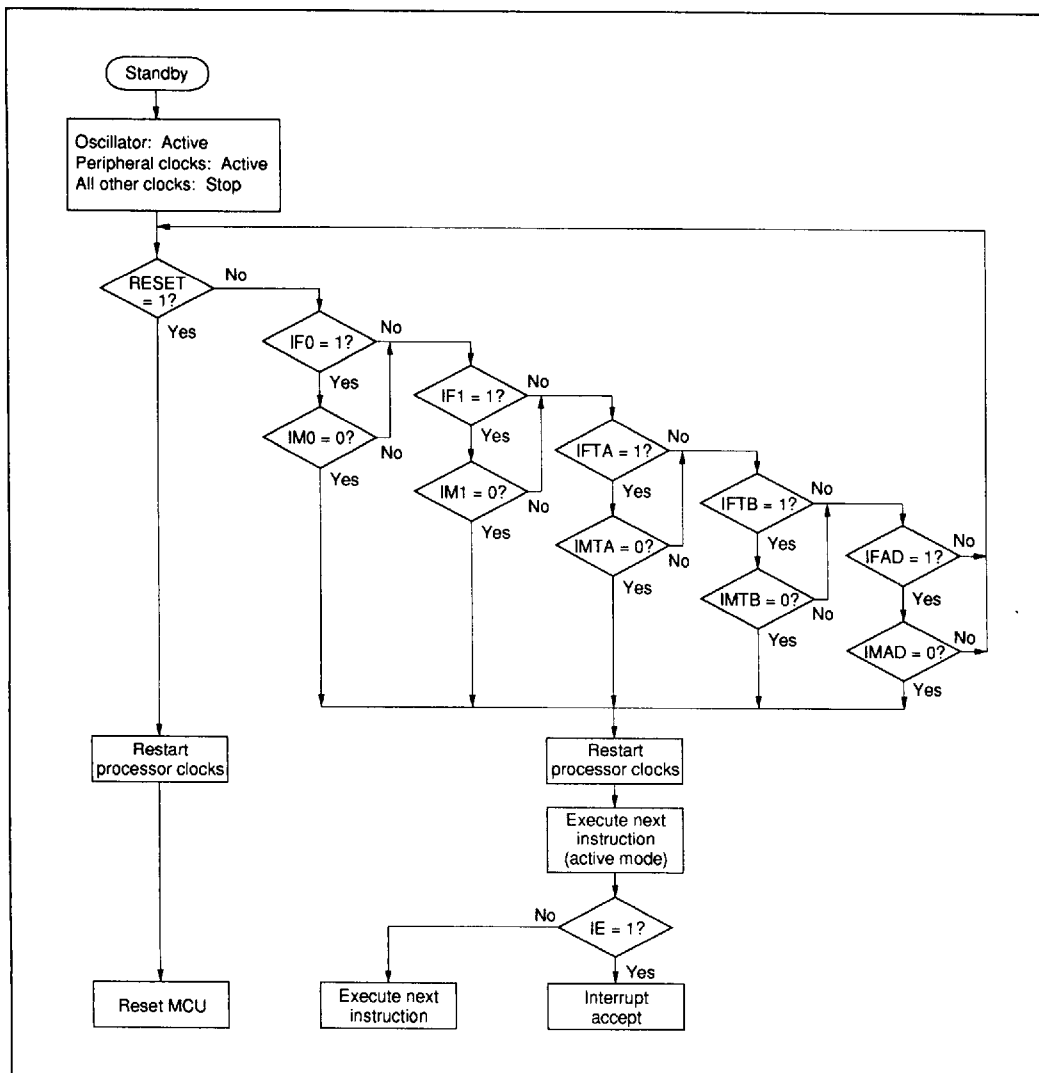 Standby
Oscillator: Active
Peripheral clocks: Active
All other clocks: Stop
RESET
= 1?
No
Yes
IF0 = 1?
No
Yes
IM0 = 0?
No
Yes
IF1 = 1?
No
Yes
IM1 = 0?
No
Yes
IFTA = 1?
No
Yes
IMTA = 0?
No
Yes
IFTB = 1?
No
Yes
IMTB = 0?
No
Yes
IFAD = 1?
No
Yes
IMAD = 0?
No
Yes
Restart
processor clocks
Restart
processor clocks
Execute next
instruction
(active mode)
No
IE = 1?
Yes
Reset MCU
Execute next
instruction
Interrupt
accept